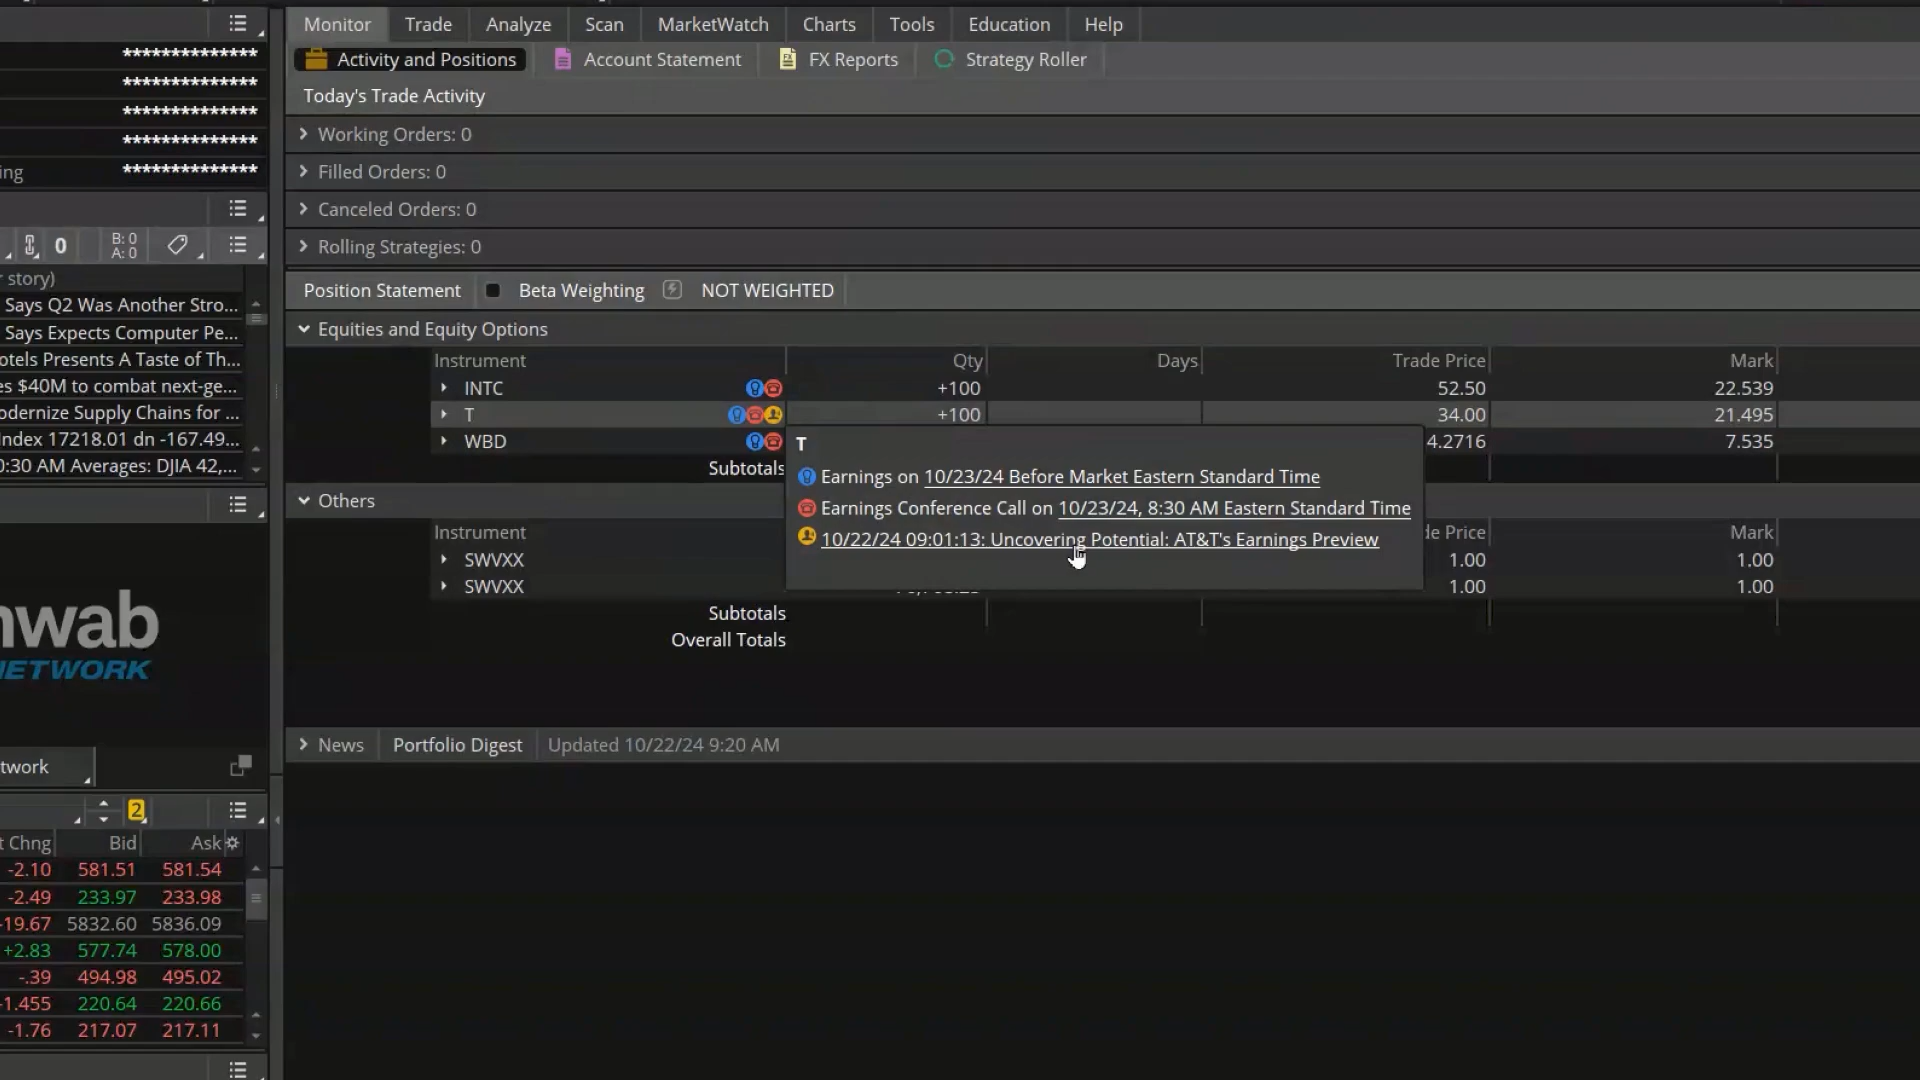 Monitor Trade Analyze Scan MarketWatch Charts Tools Education Help
Activity and Positions Account Statement FX Reports Strategy Roller
Today's Trade Activity
Working Orders: 0
Filled Orders: 0
Canceled Orders: 0
Rolling Strategies: 0
Position Statement Beta Weighting NOT WEIGHTED
Equities and Equity Options
Instrument Qty Days Trade Price Mark
INTC +100 52.50 22.539
T +100 34.00 21.495
WBD 4.2716 7.535
Subtotals
T
Earnings on 10/23/24 Before Market Eastern Standard Time
Earnings Conference Call on 10/23/24, 8:30 AM Eastern Standard Time
10/22/24 09:01:13: Uncovering Potential: AT&T's Earnings Preview
Others
Instrument de Price Mark
SWVXX 1.00 1.00
SWVXX 1.00 1.00
Subtotals
Overall Totals
News Portfolio Digest Updated 10/22/24 9:20 AM
**************
**************
**************
**************
ing **************
0 B: 0
A: 0
r story)
Says Q2 Was Another Stro...
Says Expects Computer Pe...
otels Presents A Taste of Th...
es $40M to combat next-ge...
odernize Supply Chains for ...
Index 17218.01 dn -167.49...
0:30 AM Averages: DJIA 42,...
wab
NETWORK
twork
2
t Chng Bid Ask
-2.10 581.51 581.54
-2.49 233.97 233.98
-19.67 5832.60 5836.09
+2.83 577.74 578.00
-.39 494.98 495.02
-1.455 220.64 220.66
-1.76 217.07 217.11